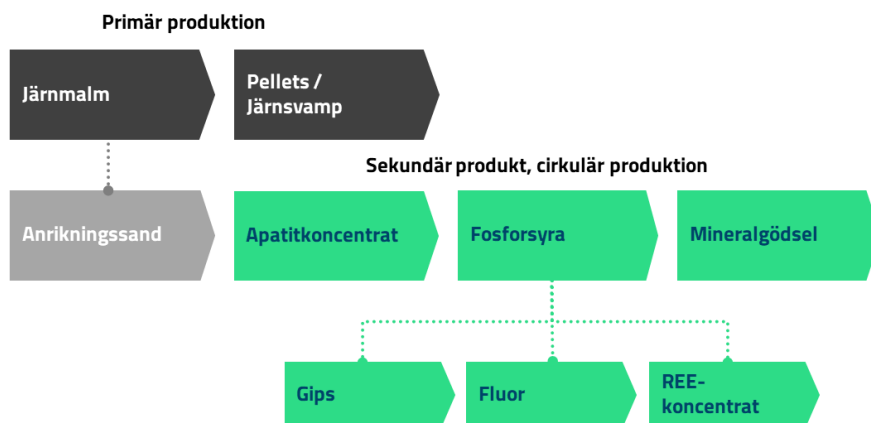 Primär produktion
Järnmalm
Pellets /
Järnsvamp
Sekundär produkt, cirkulär produktion
Anrikningssand
Apatitkoncentrat
Fosforsyra
Mineralgödsel
Gips
Fluor
REE-
koncentrat